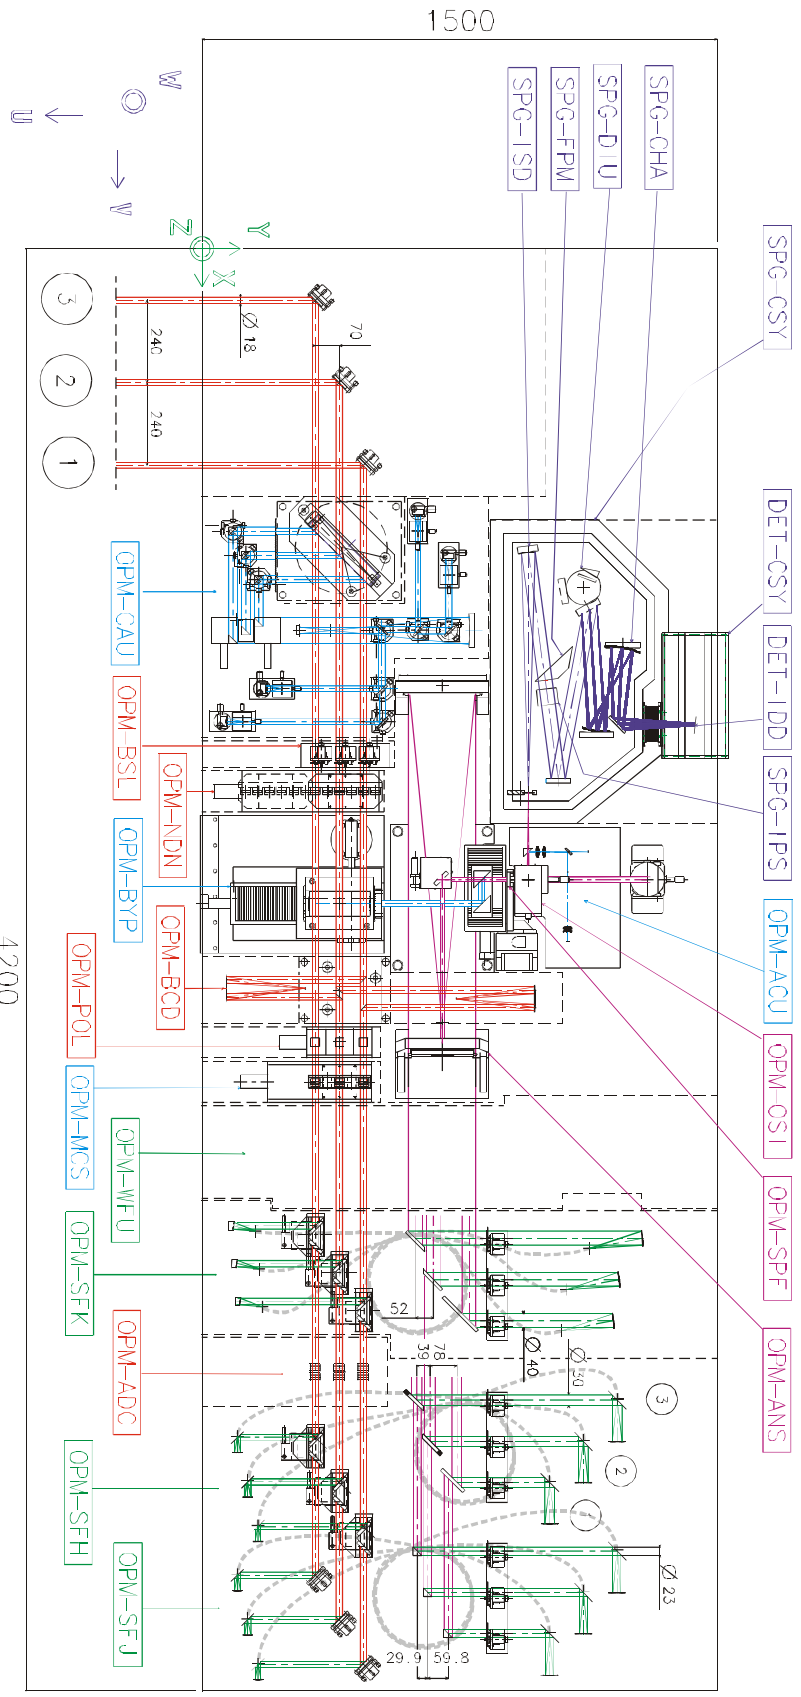 1500
W
U
V
Z
Y
X
SPG-ISD
SPG-FPM
SPG-DIU
SPG-CHA
SPG-CSY
3
2
1
240
240
Ø 18
70
DET-CSY
DET-IDD
SPG-IPS
OPM-CAU
OPM-BSL
OPM-NDN
OPM-BYP
OPM-BCD
OPM-POL
OPM-MCS
OPM-WFU
OPM-SFK
OPM-ADC
OPM-SFH
OPM-SFJ
OPM-ACU
OPM-CSI
OPM-SPF
OPM-ANS
4200
52
39
78
Ø 40
Ø 30
3
2
1
Ø 23
29.9
59.8